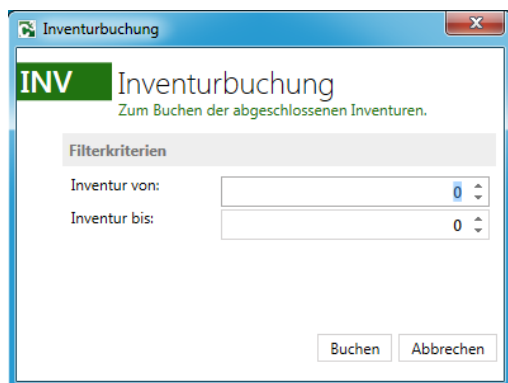 Inventurbuchung
INV
Inventurbuchung
Zum Buchen der abgeschlossenen Inventuren.
Filterkriterien
Inventur von: 0
Inventur bis: 0
Buchen Abbrechen